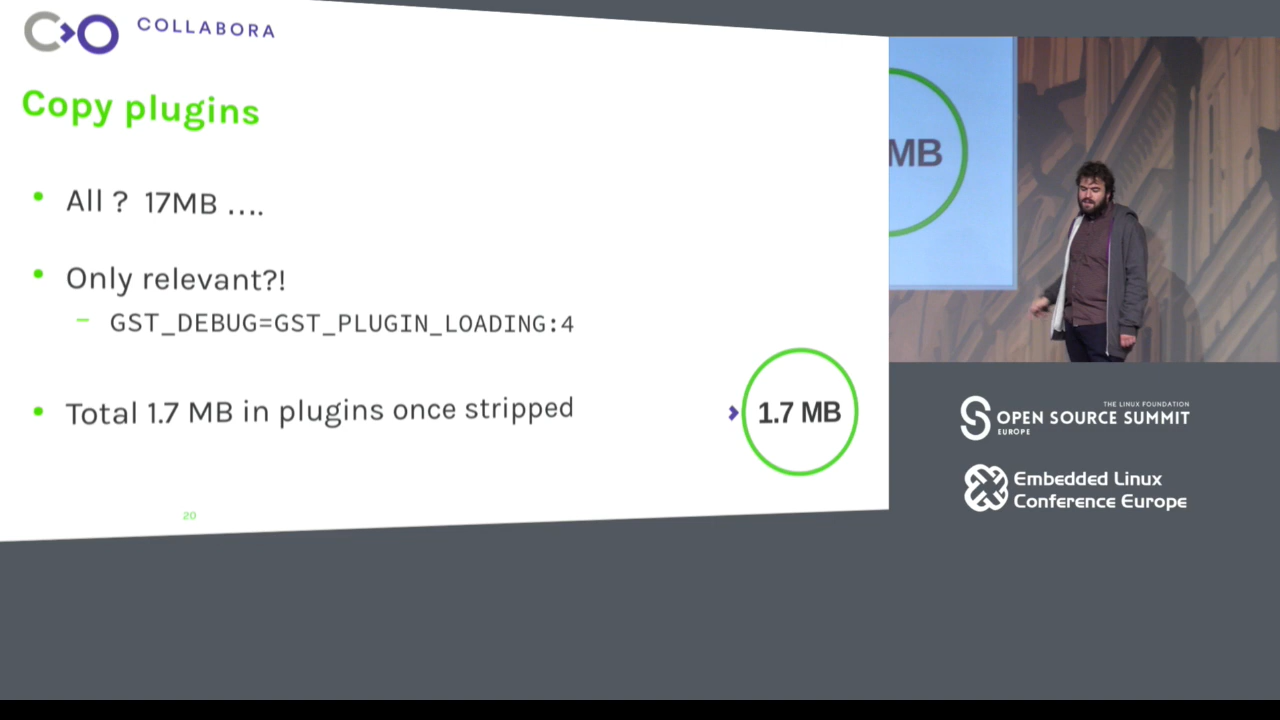 COLLABORA
Copy plugins
All ? 17MB ....
Only relevant?!
– GST_DEBUG=GST_PLUGIN_LOADING:4
Total 1.7 MB in plugins once stripped
1.7 MB
20
MB
THE LINUX FOUNDATION
OPEN SOURCE SUMMIT
EUROPE
Embedded Linux
Conference Europe